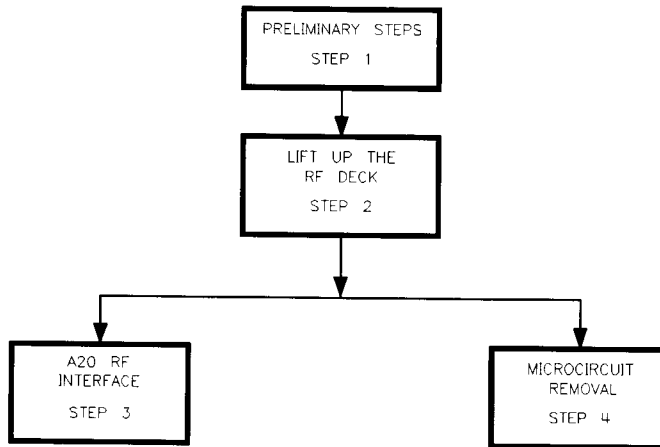 PRELIMINARY STEPS
STEP 1
LIFT UP THE
RF DECK
STEP 2
A20 RF
INTERFACE
STEP 3
MICROCIRCUIT
REMOVAL
STEP 4